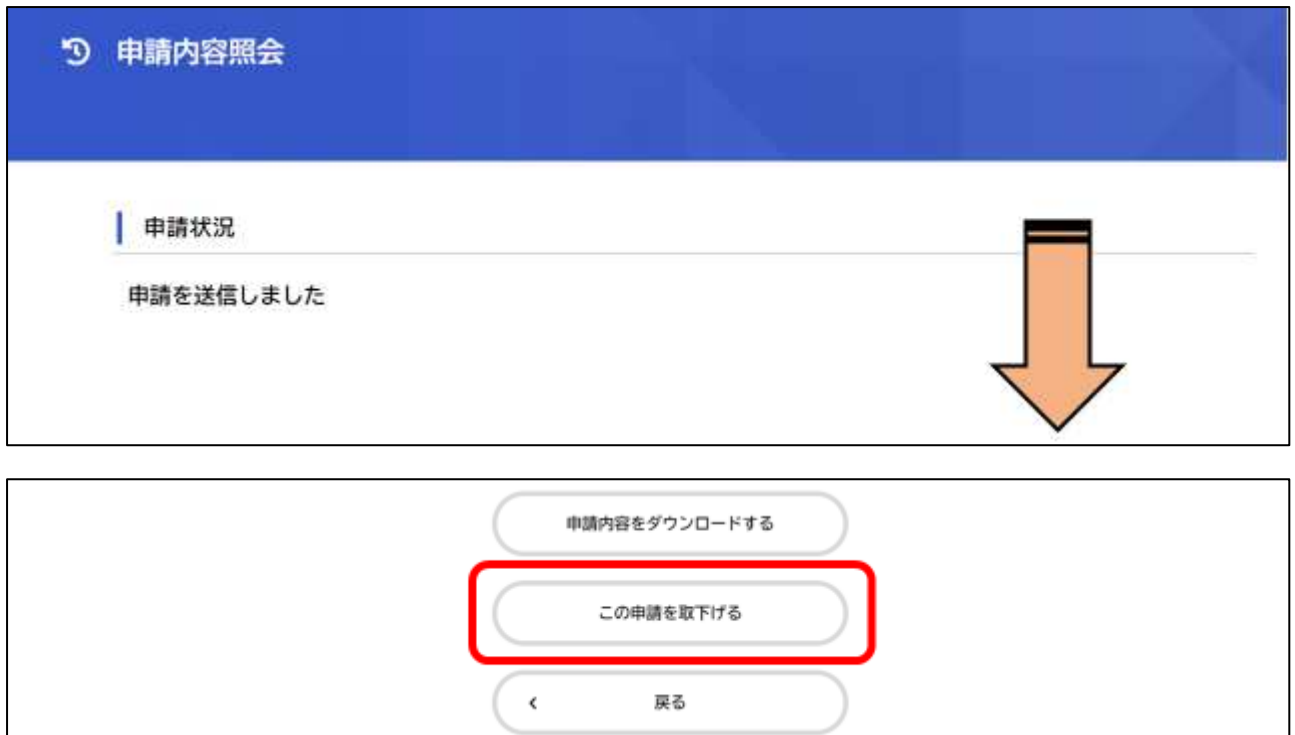 申請内容照会
申請状況
申請を送信しました
申請内容をダウンロードする
この申請を取下げる
戻る